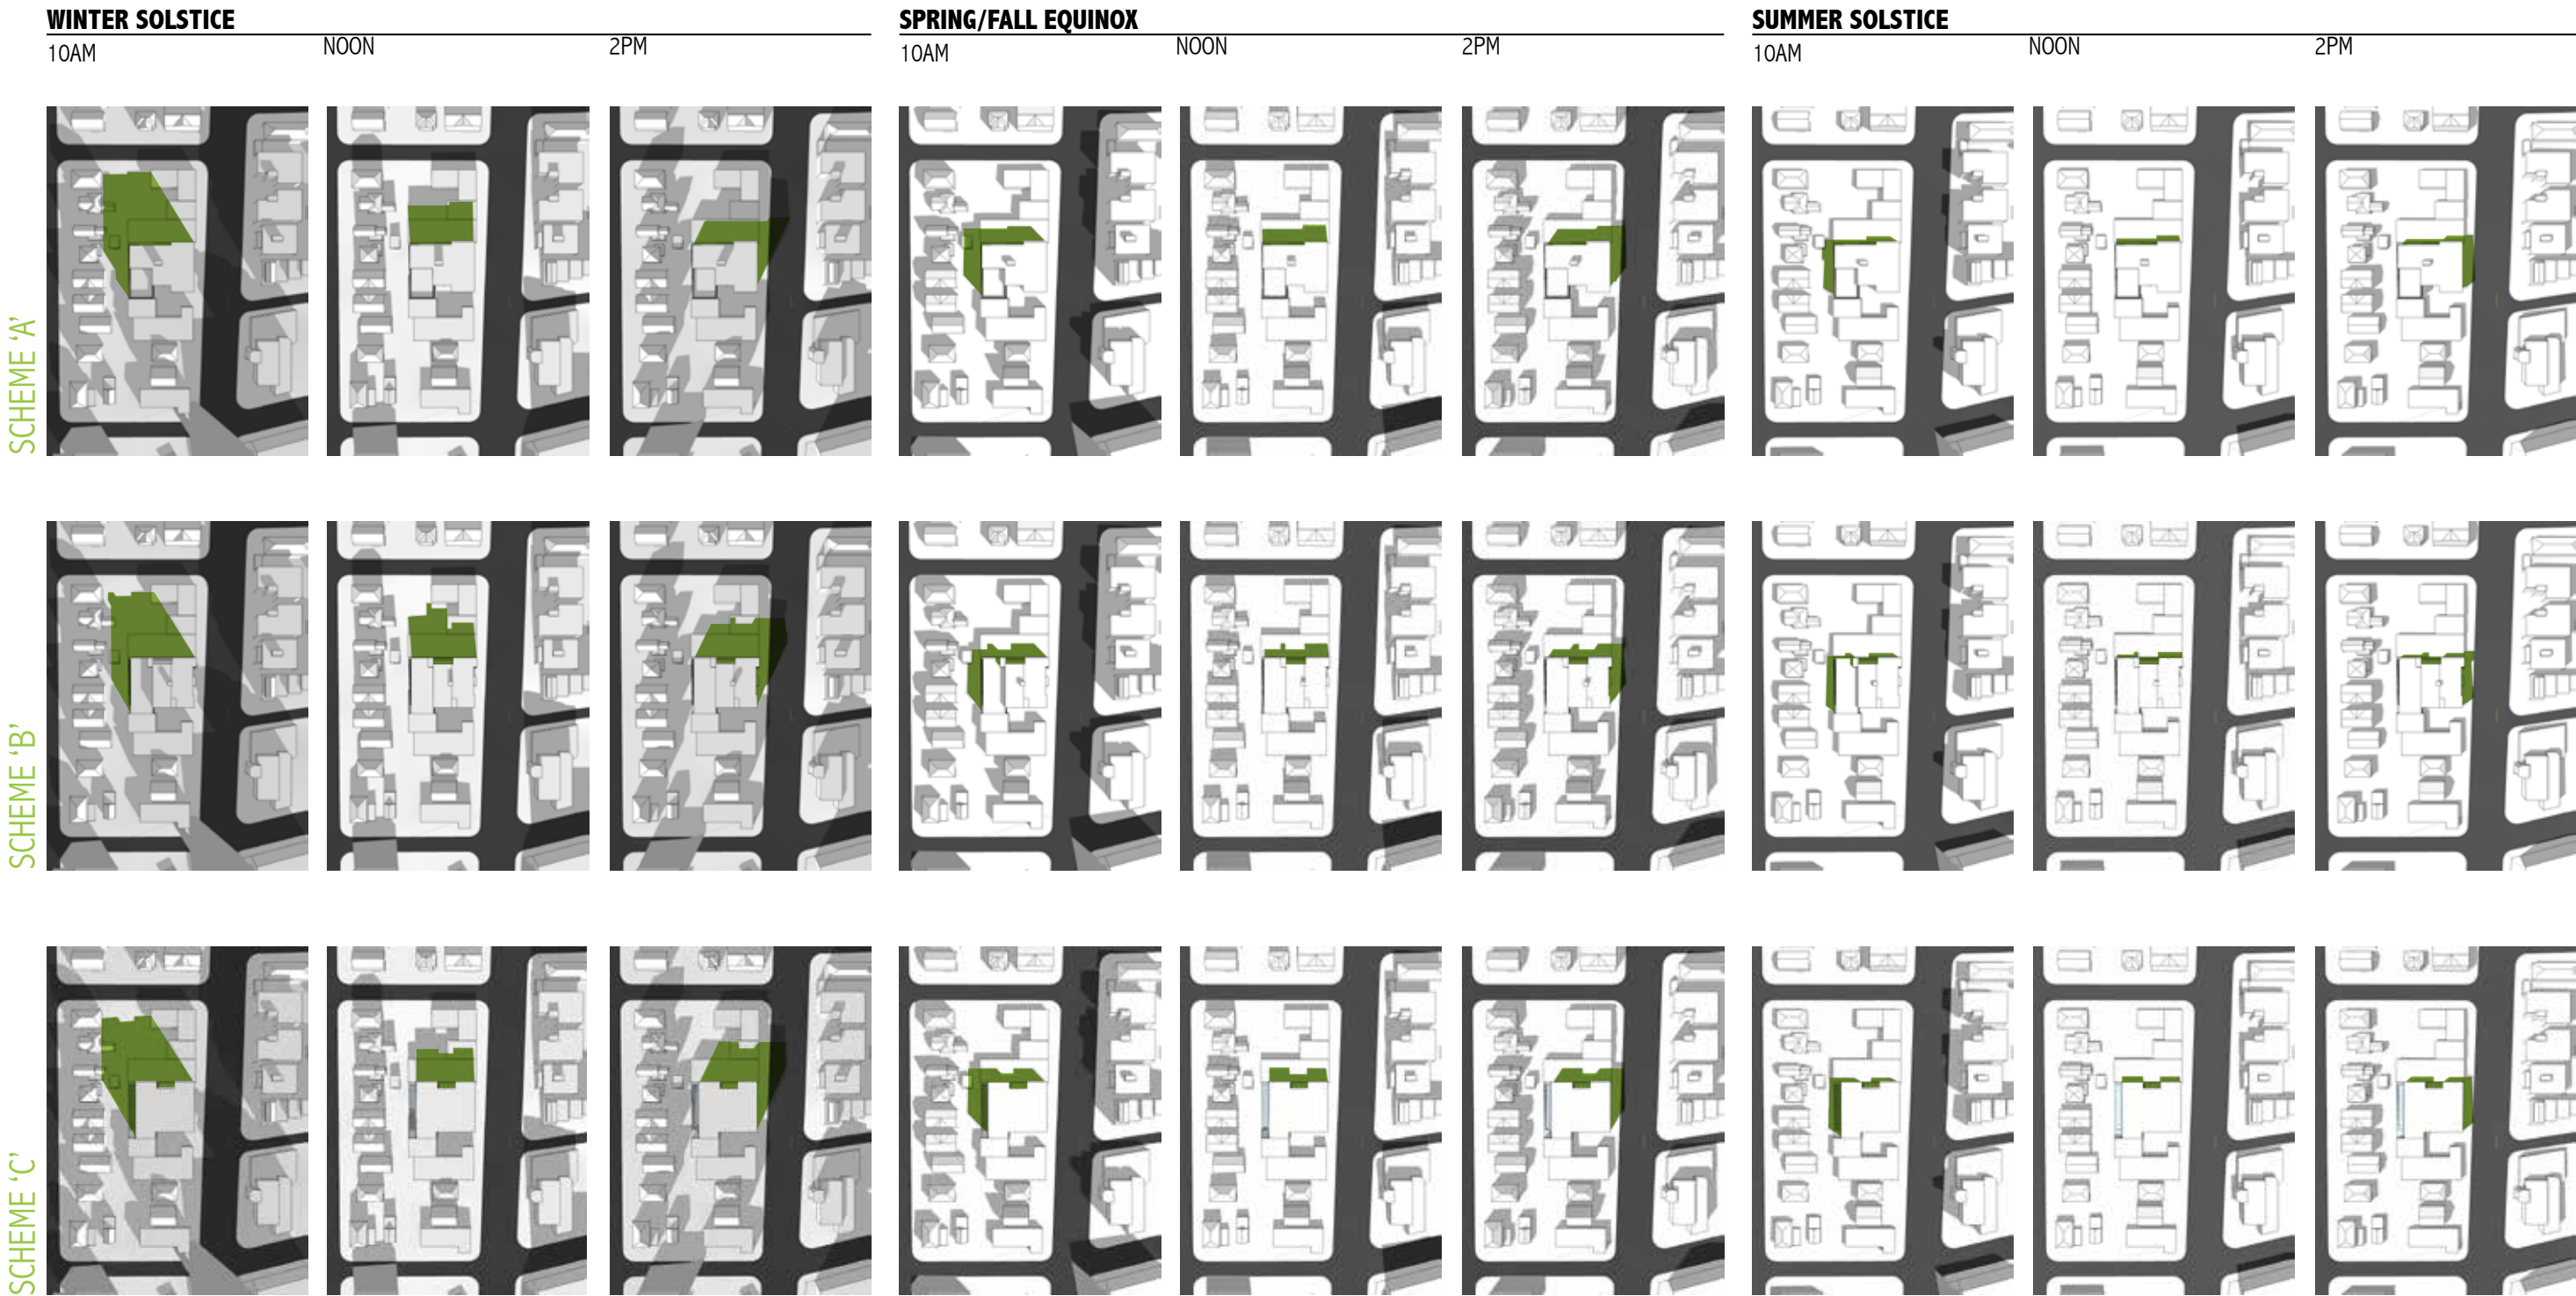 WINTER SOLSTICE
10AM NOON 2PM
SPRING/FALL EQUINOX
10AM NOON 2PM
SUMMER SOLSTICE
10AM NOON 2PM
SCHEME ‘A’
SCHEME ‘B’
SCHEME ‘C’